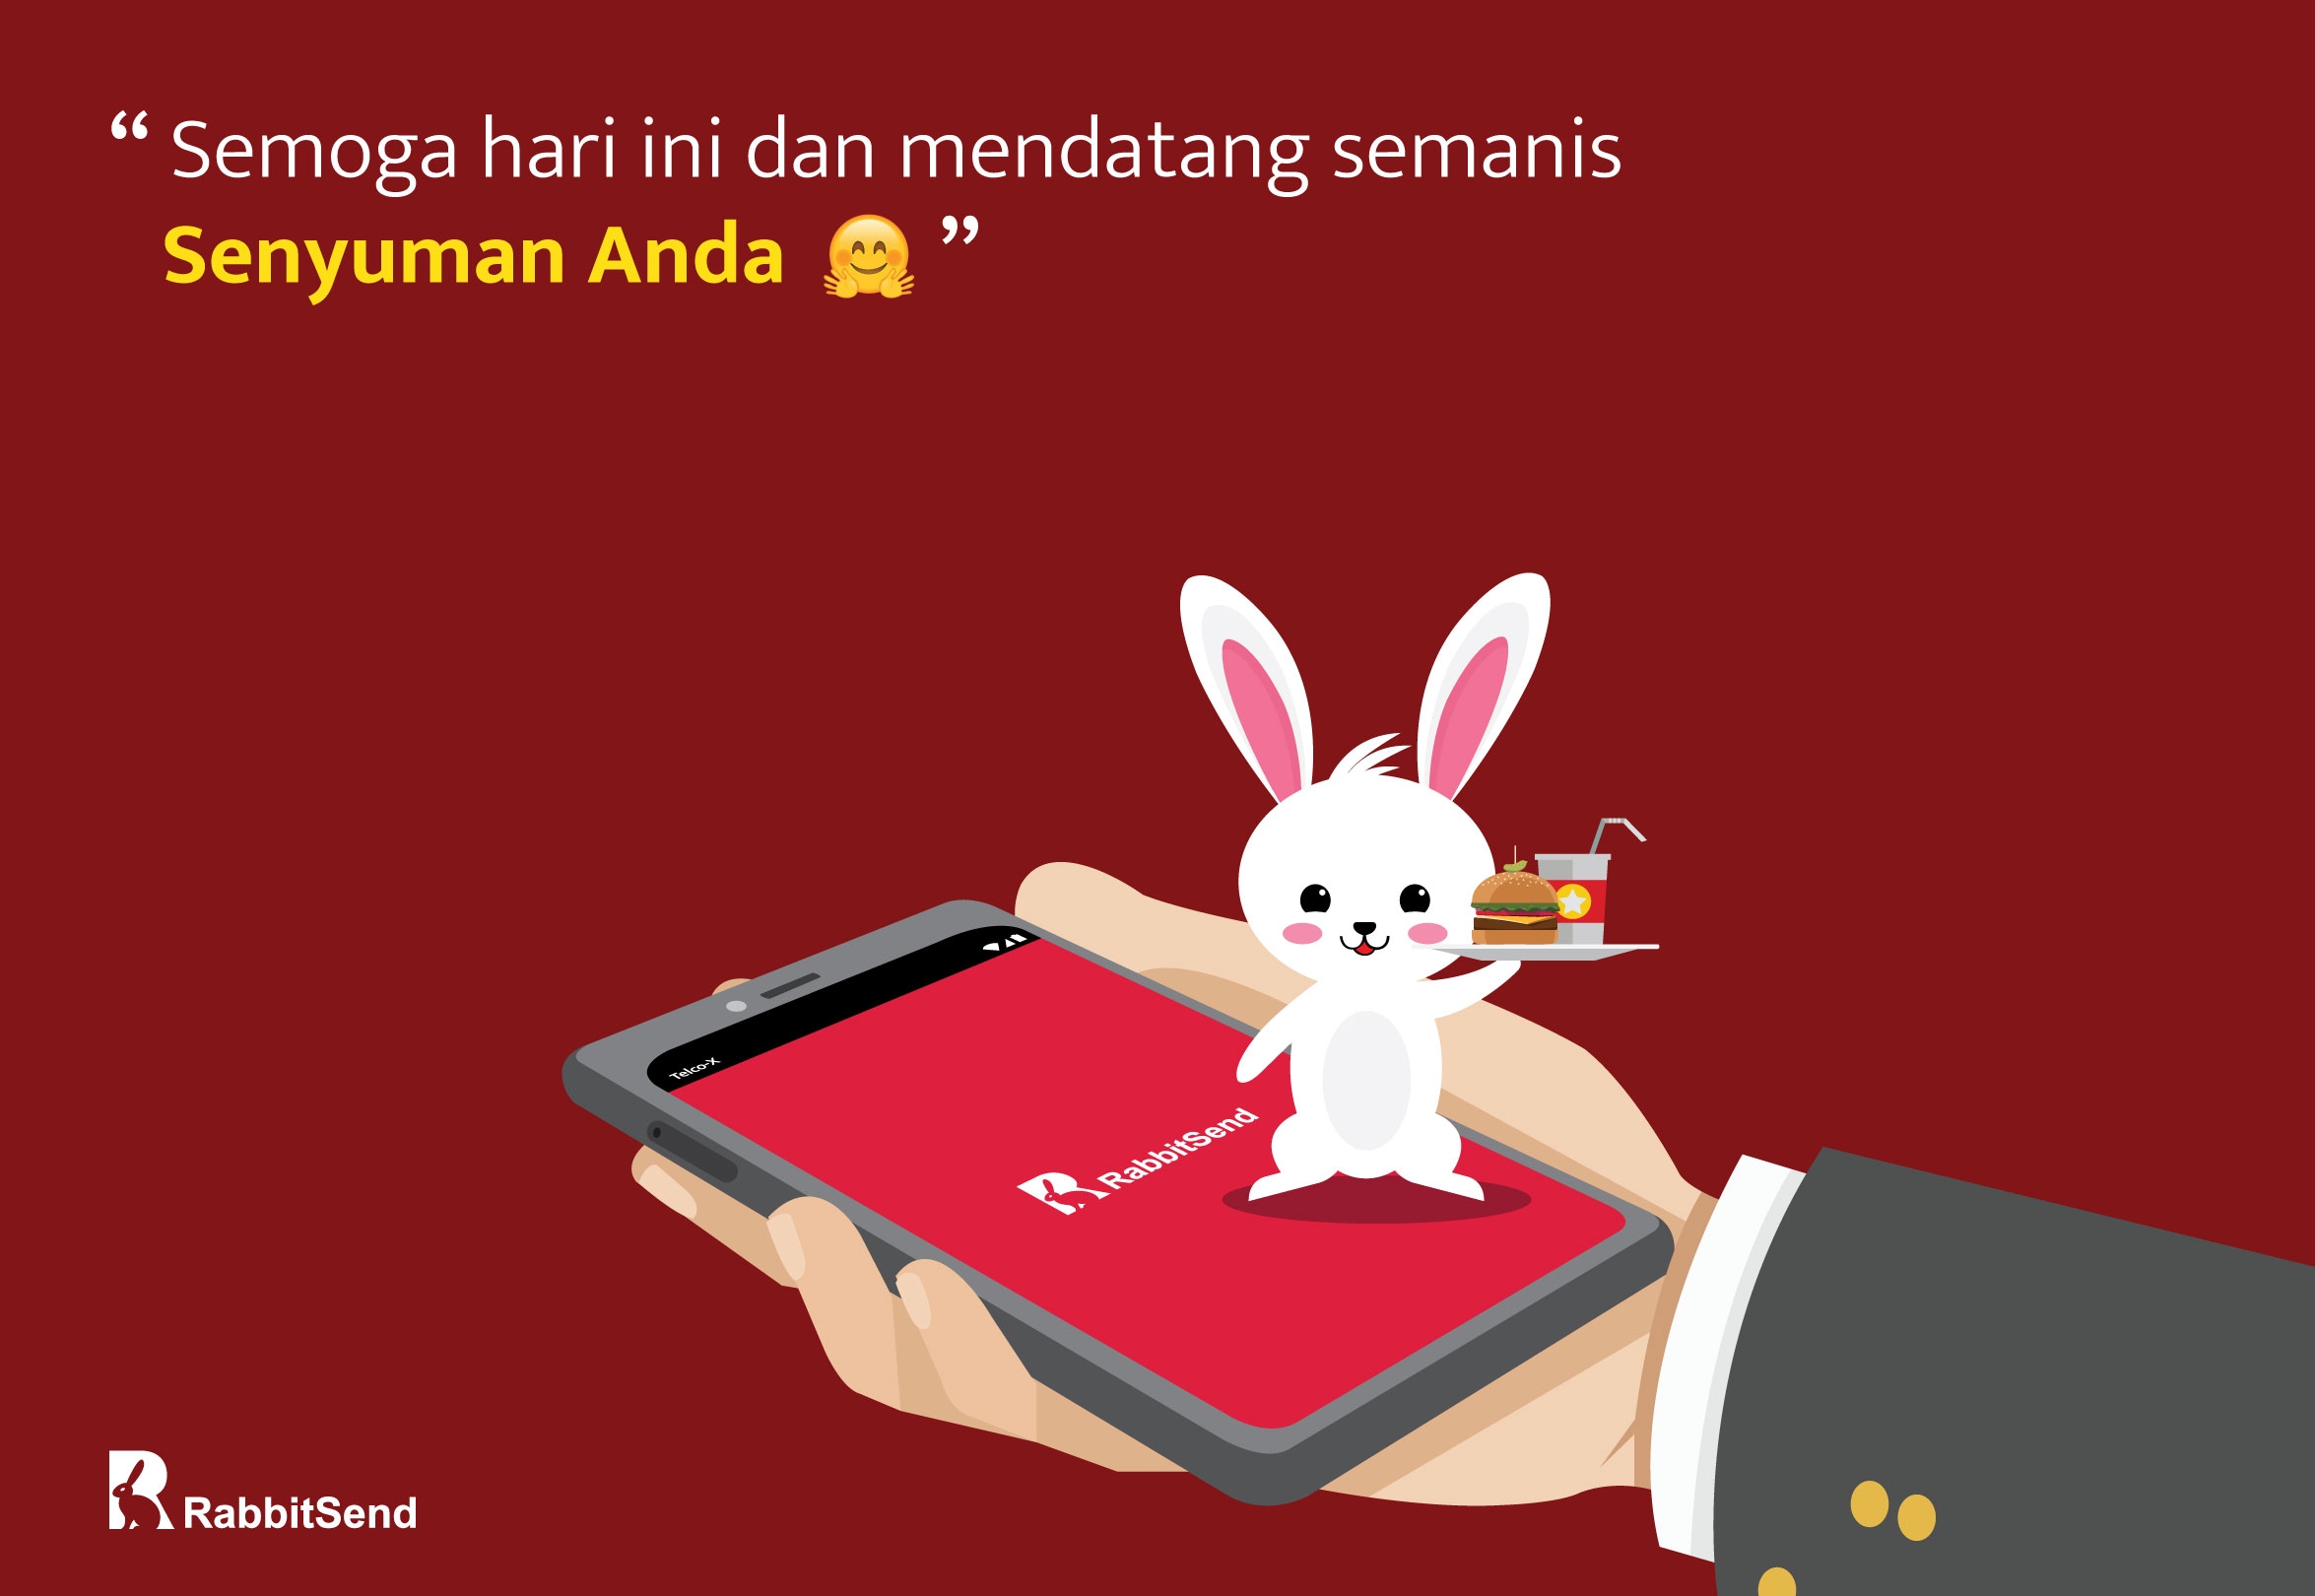 “ Semoga hari ini dan mendatang semanis
Senyuman Anda 🤗 ”
Telco-X
RabbitSend
RabbitSend